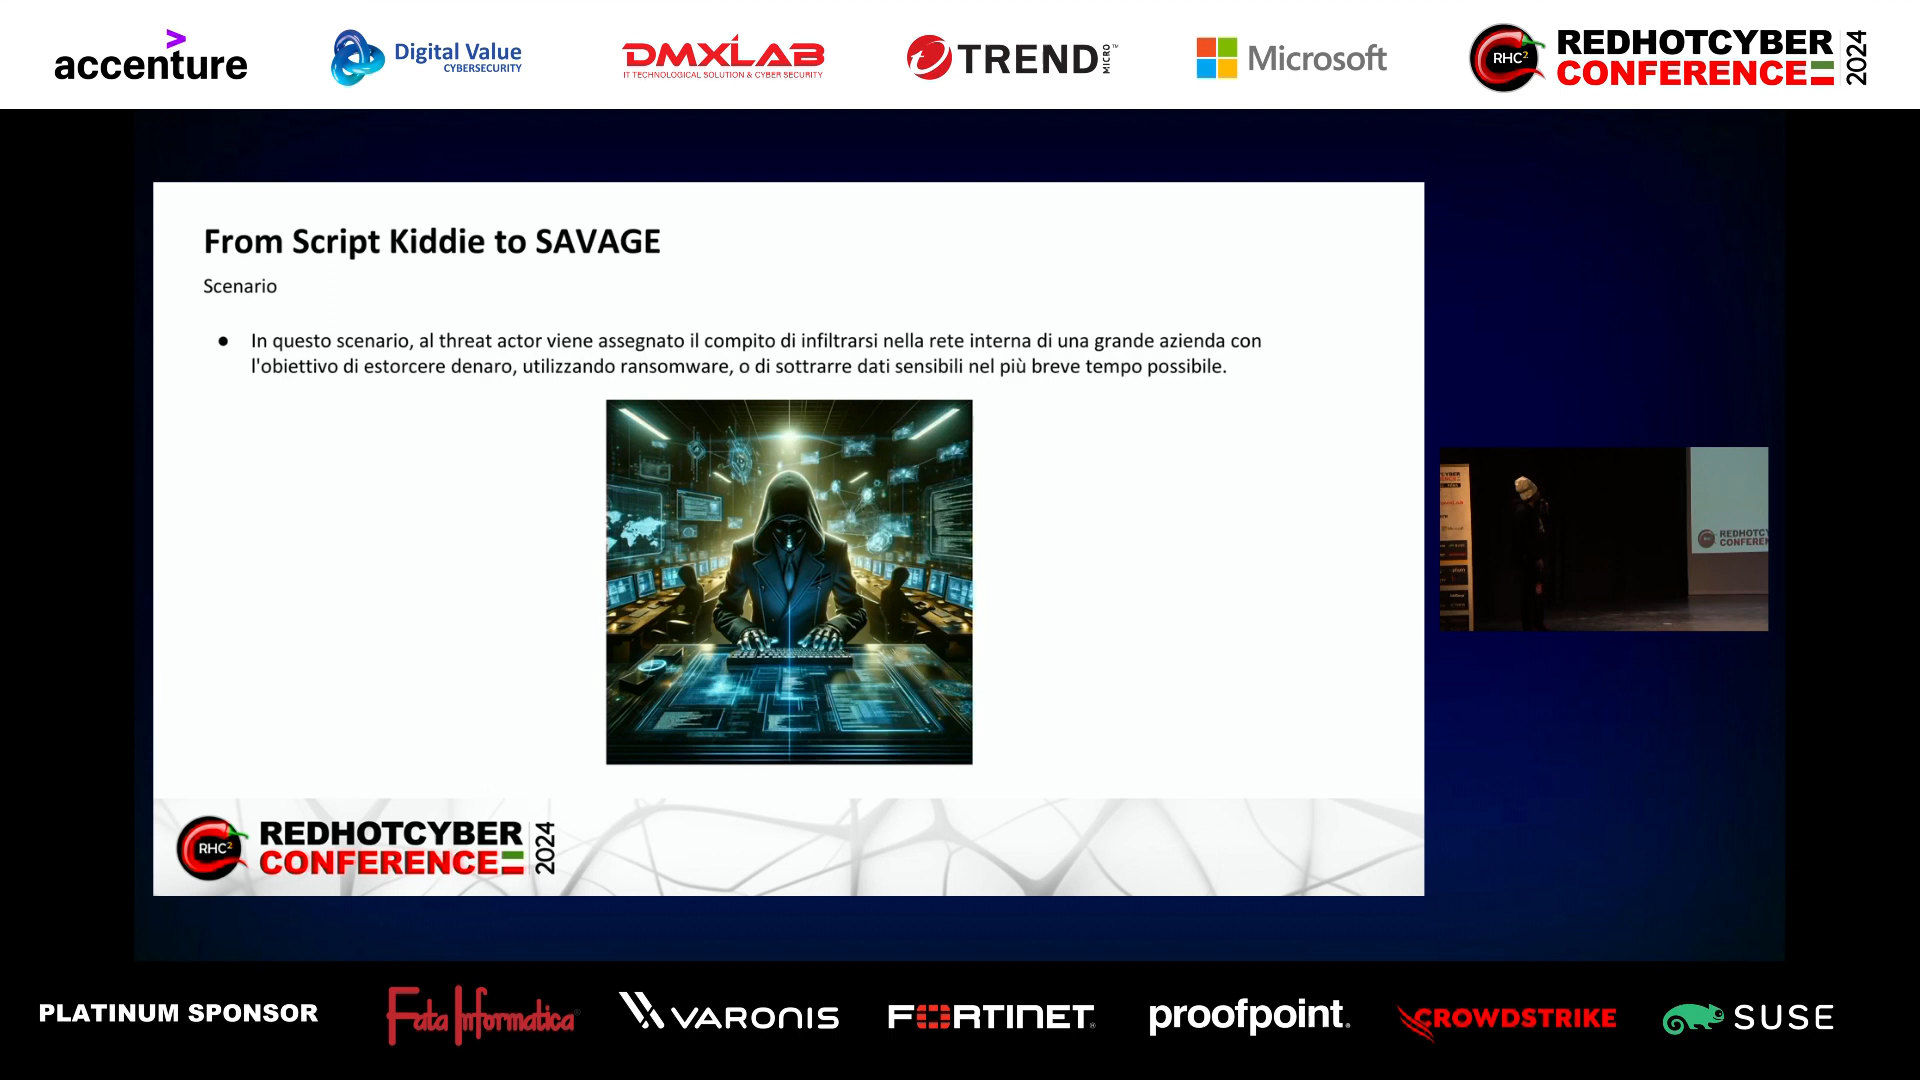 accenture
Digital Value
CYBERSECURITY
DMXLAB
IT TECHNOLOGICAL SOLUTION & CYBER SECURITY
TREND MICRO™
Microsoft
RHC²
REDHOTCYBER
CONFERENCE
2024
From Script Kiddie to SAVAGE
Scenario
● In questo scenario, al threat actor viene assegnato il compito di infiltrarsi nella rete interna di una grande azienda con
l'obiettivo di estorcere denaro, utilizzando ransomware, o di sottrarre dati sensibili nel più breve tempo possibile.
REDHOTCY
CONFEREN
RHC²
REDHOTCYBER
CONFERENCE
2024
PLATINUM SPONSOR
Fata Informatica
VARONIS
FORTINET®
proofpoint.
CROWDSTRIKE
SUSE